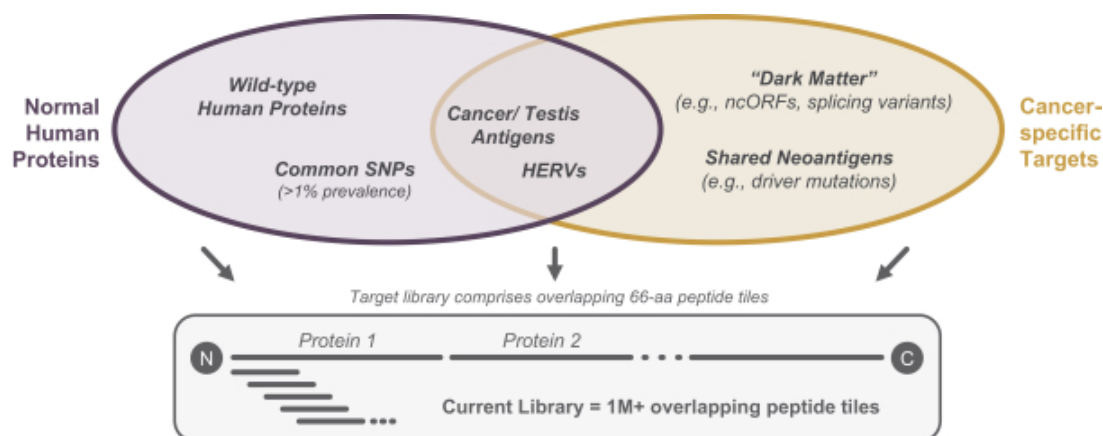 Normal
Human
Proteins
Wild-type
Human Proteins
Common SNPs
(>1% prevalence)
Cancer/ Testis
Antigens
HERVs
“Dark Matter”
(e.g., ncORFs, splicing variants)
Shared Neoantigens
(e.g., driver mutations)
Cancer-
specific
Targets
Target library comprises overlapping 66-aa peptide tiles
N
Protein 1
Protein 2
C
Current Library = 1M+ overlapping peptide tiles